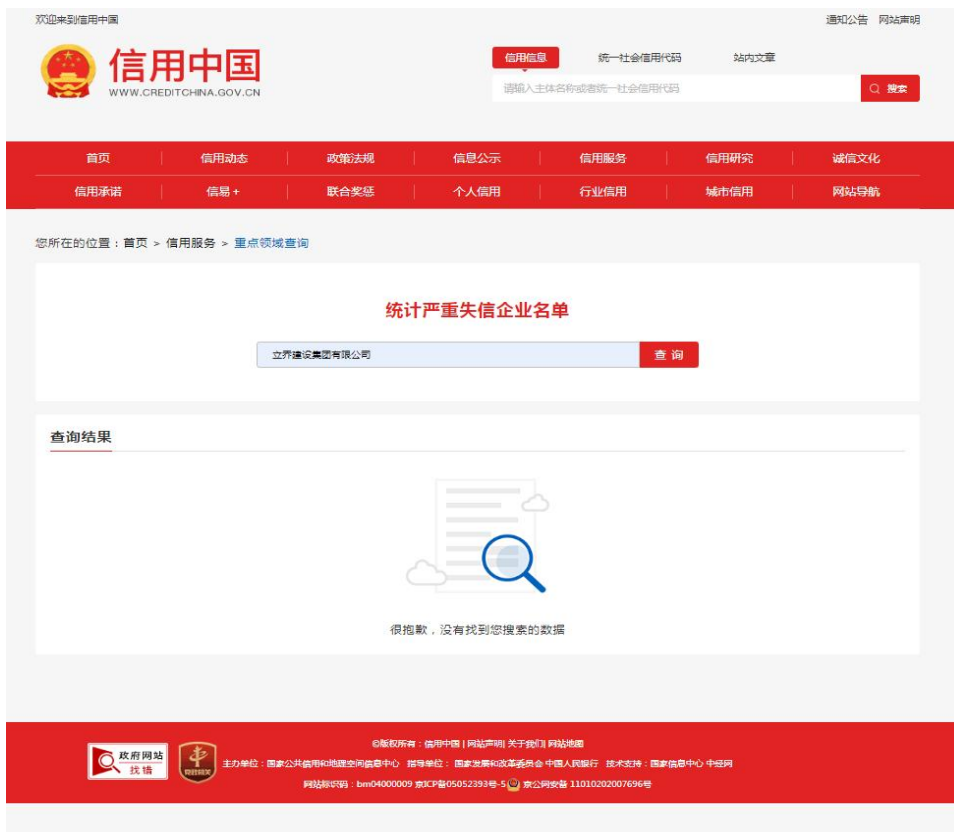 欢迎来到信用中国
通知公告 网站声明
信用中国
WWW.CREDITCHINA.GOV.CN
信用信息 统一社会信用代码 站内文章
请输入主体名称或者统一社会信用代码
搜索
首页 信用动态 政策法规 信息公示 信用服务 信用研究 诚信文化
信用承诺 信易+ 联合奖惩 个人信用 行业信用 城市信用 网站导航
您所在的位置：首页 > 信用服务 > 重点领域查询
统计严重失信企业名单
立乔建设集团有限公司
查 询
查询结果
很抱歉，没有找到您搜索的数据
©版权所有：信用中国 | 网站声明| 关于我们| 网站地图
政府网站
找错
主办单位：国家公共信用和地理空间信息中心 指导单位：国家发展和改革委员会 中国人民银行 技术支持：国家信息中心 中经网
网站标识码：bm04000009 京ICP备05052393号-5 京公网安备 11010202007696号